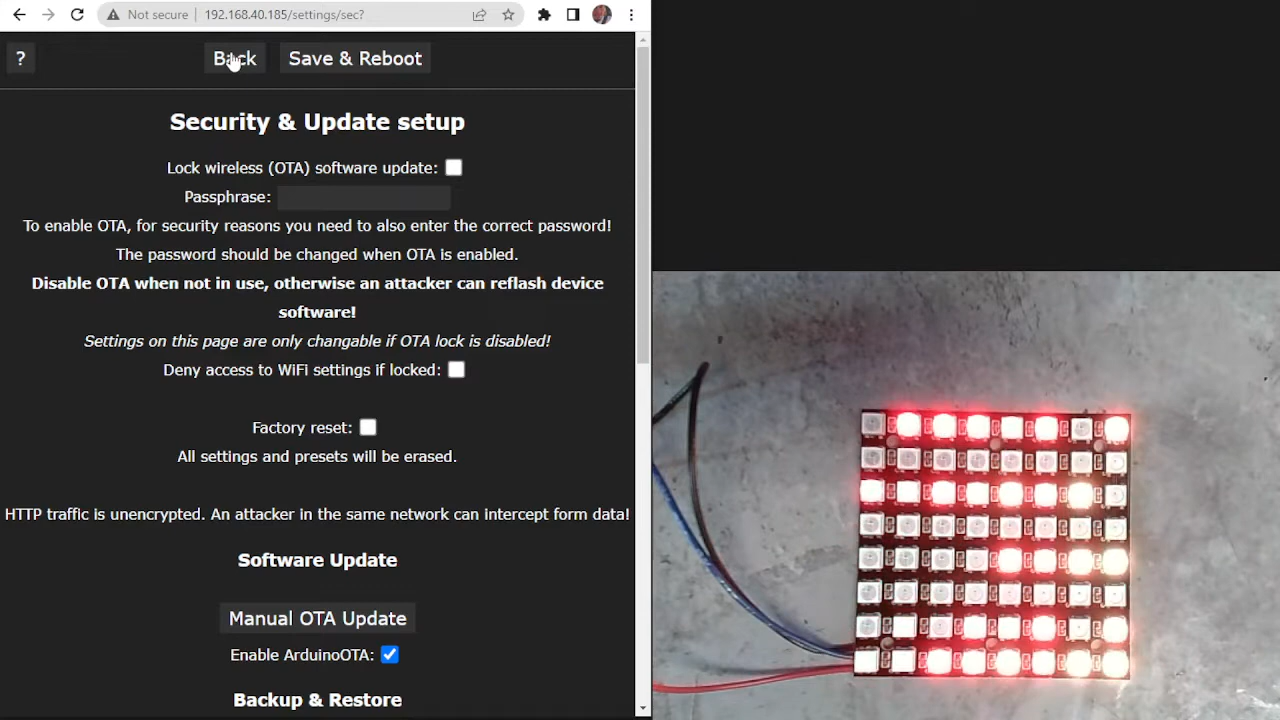 Not secure
192.168.40.185/settings/sec?
?
Back
Save & Reboot
Security & Update setup
Lock wireless (OTA) software update:
Passphrase:
To enable OTA, for security reasons you need to also enter the correct password!
The password should be changed when OTA is enabled.
Disable OTA when not in use, otherwise an attacker can reflash device
software!
Settings on this page are only changable if OTA lock is disabled!
Deny access to WiFi settings if locked:
Factory reset:
All settings and presets will be erased.
HTTP traffic is unencrypted. An attacker in the same network can intercept form data!
Software Update
Manual OTA Update
Enable ArduinoOTA:
Backup & Restore